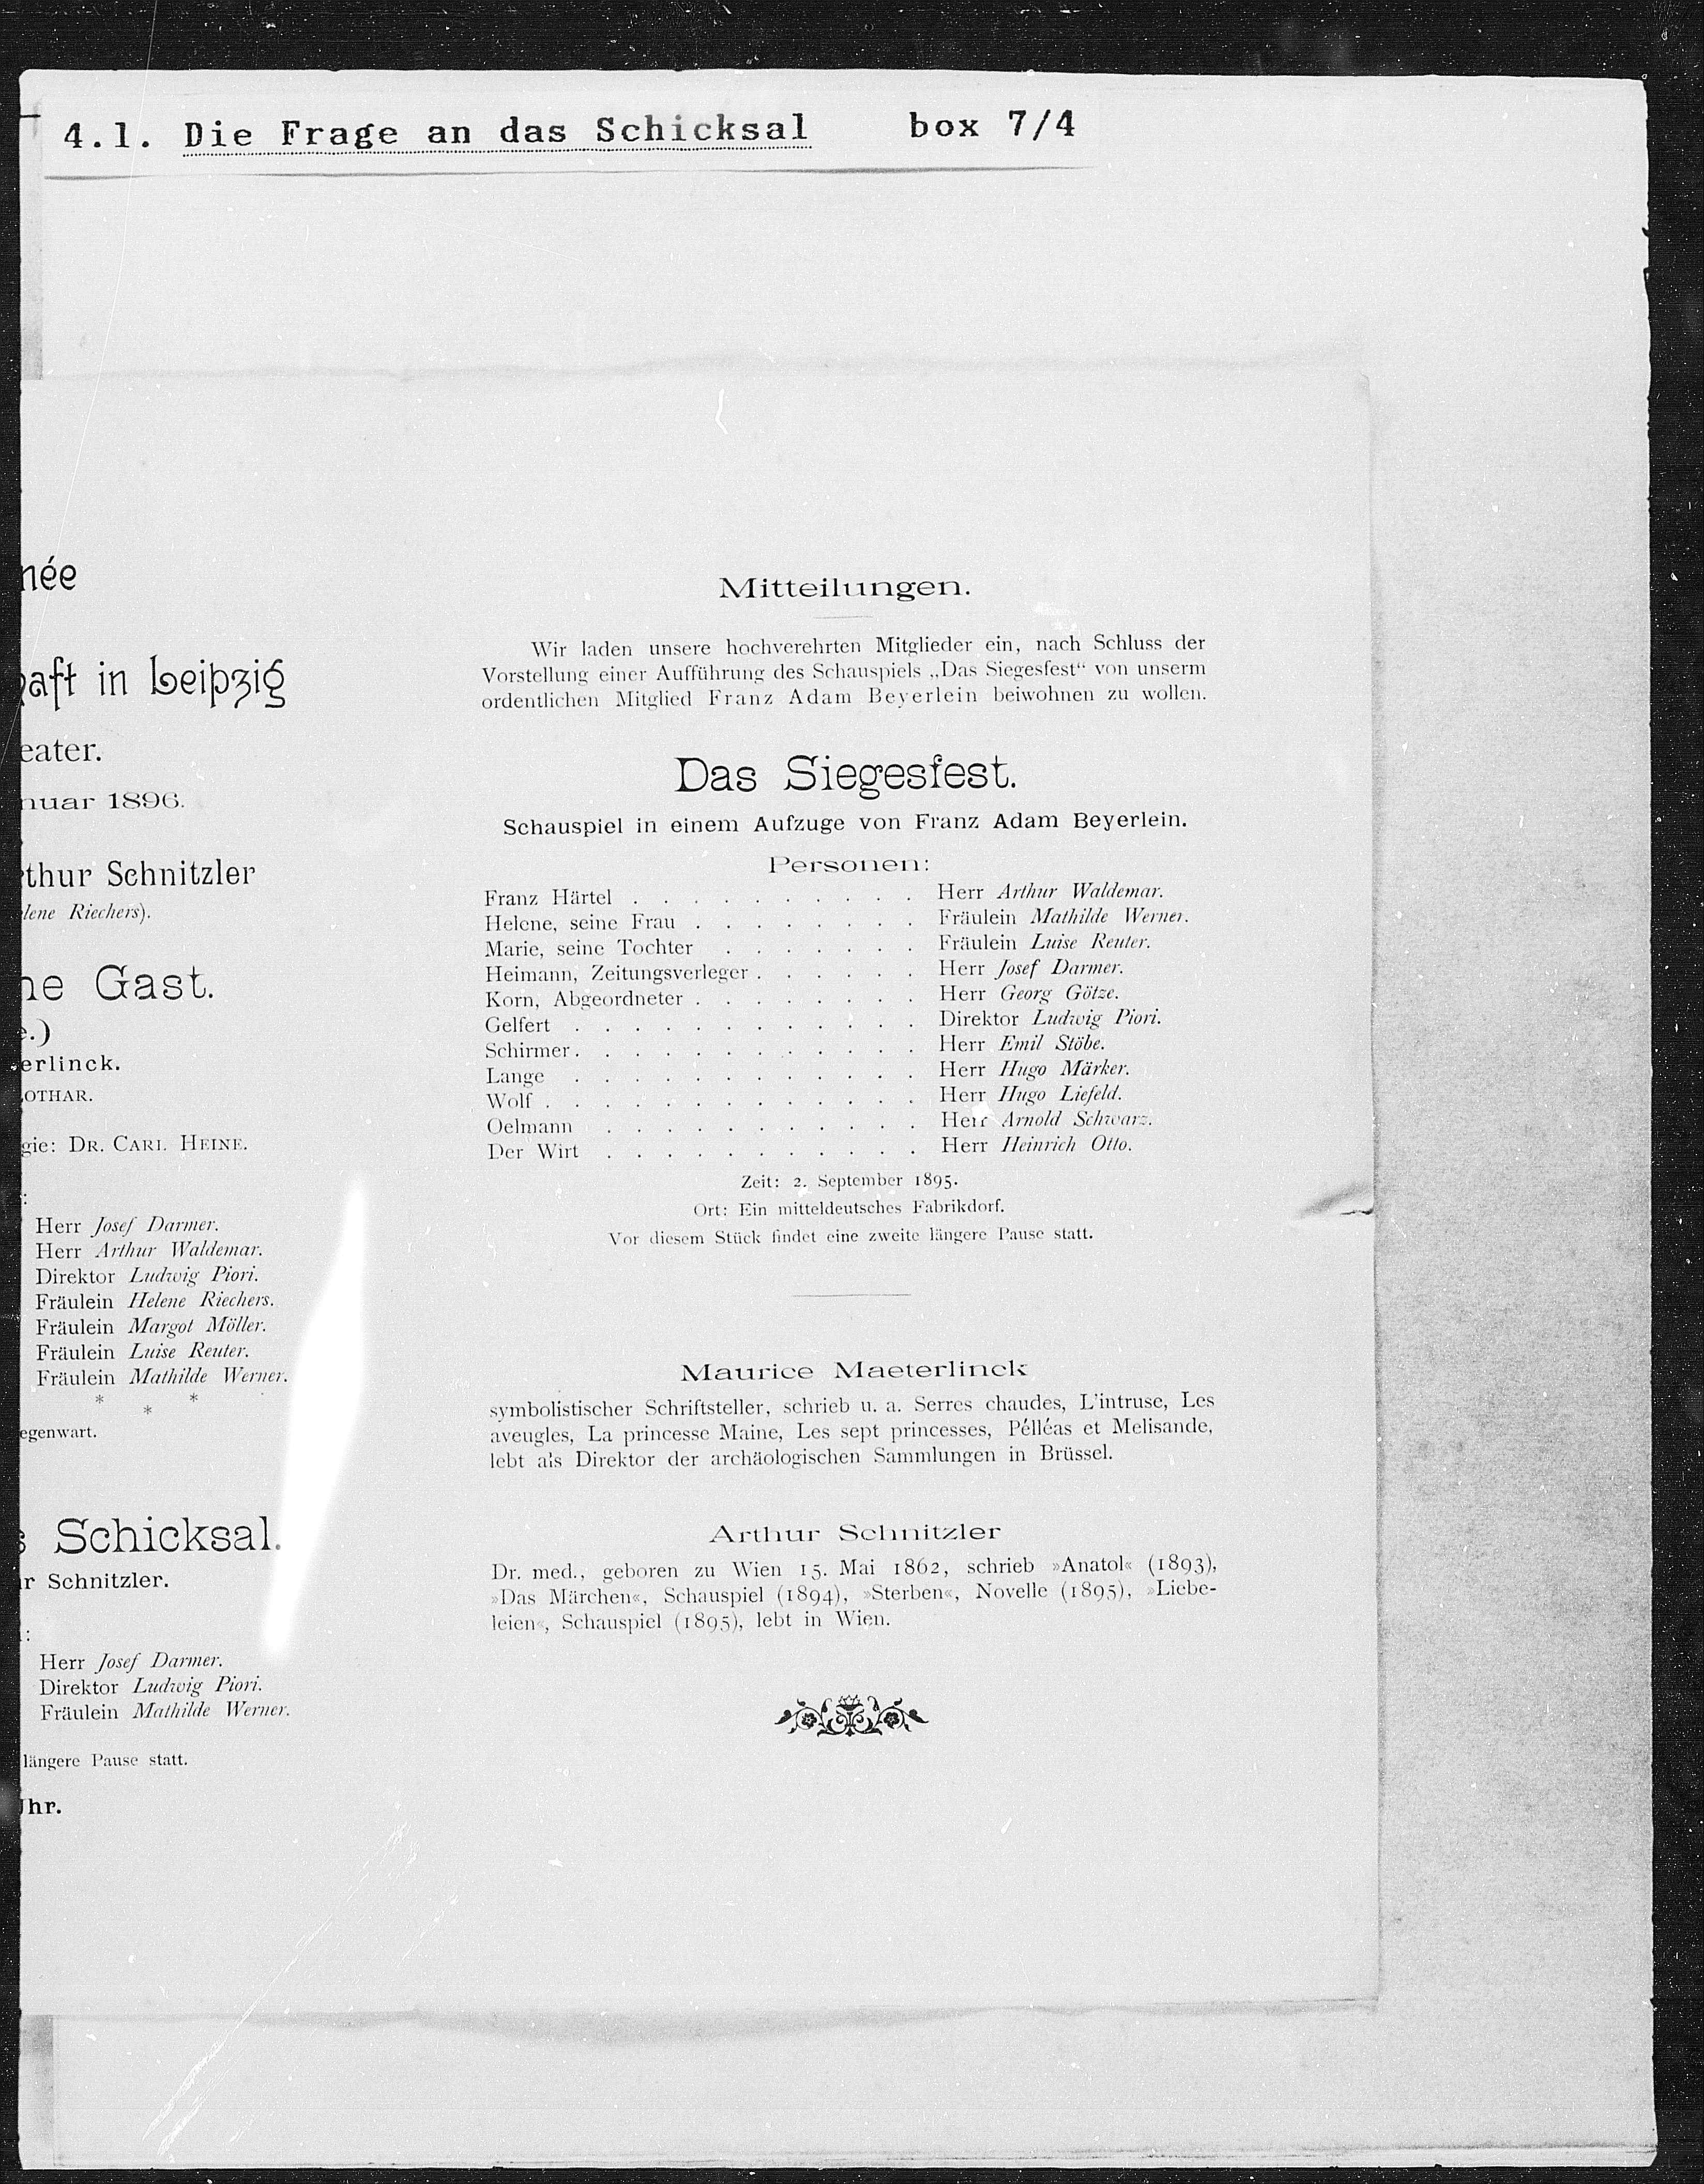 4.1. Die Frage an das Schicksal box 7/4
née
haft in Leipzig
eater.
nuar 1896.
thur Schnitzler
lene Riechers).
ne Gast.
e.)
erlinck.
OTHAR.
gie: DR. CARL HEINE.
:
Herr Josef Darmer.
Herr Arthur Waldemar.
Direktor Ludwig Piori.
Fräulein Helene Riechers.
Fräulein Margot Möller.
Fräulein Luise Reuter.
Fräulein Mathilde Werner.
* * *
egenwart.
s Schicksal.
r Schnitzler.
:
Herr Josef Darmer.
Direktor Ludwig Piori.
Fräulein Mathilde Werner.
längere Pause statt.
Uhr.
Mitteilungen.
Wir laden unsere hochverehrten Mitglieder ein, nach Schluss der
Vorstellung einer Aufführung des Schauspiels „Das Siegesfest“ von unserm
ordentlichen Mitglied Franz Adam Beyerlein beiwohnen zu wollen.
Das Siegesfest.
Schauspiel in einem Aufzuge von Franz Adam Beyerlein.
Personen:
Franz Härtel . . . . . . . . . . Herr Arthur Waldemar.
Helene, seine Frau . . . . . . . . Fräulein Mathilde Werner.
Marie, seine Tochter . . . . . . . Fräulein Luise Reuter.
Heimann, Zeitungsverleger . . . . . . Herr Josef Darmer.
Korn, Abgeordneter . . . . . . . . Herr Georg Götze.
Gelfert . . . . . . . . . . . . Direktor Ludwig Piori.
Schirmer . . . . . . . . . . . . Herr Emil Stöbe.
Lange . . . . . . . . . . . . Herr Hugo Märker.
Wolf . . . . . . . . . . . . . Herr Hugo Liefeld.
Oelmann . . . . . . . . . . . Herr Arnold Schwarz.
Der Wirt . . . . . . . . . . . Herr Heinrich Otto.
Zeit: 2. September 1895.
Ort: Ein mitteldeutsches Fabrikdorf.
Vor diesem Stück findet eine zweite längere Pause statt.
Maurice Maeterlinck
symbolistischer Schriftsteller, schrieb u. a. Serres chaudes, L'intruse, Les
aveugles, La princesse Maine, Les sept princesses, Pélléas et Melisande,
lebt als Direktor der archäologischen Sammlungen in Brüssel.
Arthur Schnitzler
Dr. med., geboren zu Wien 15. Mai 1862, schrieb »Anatol« (1893),
»Das Märchen«, Schauspiel (1894), »Sterben«, Novelle (1895), »Liebe-
leien«, Schauspiel (1895), lebt in Wien.